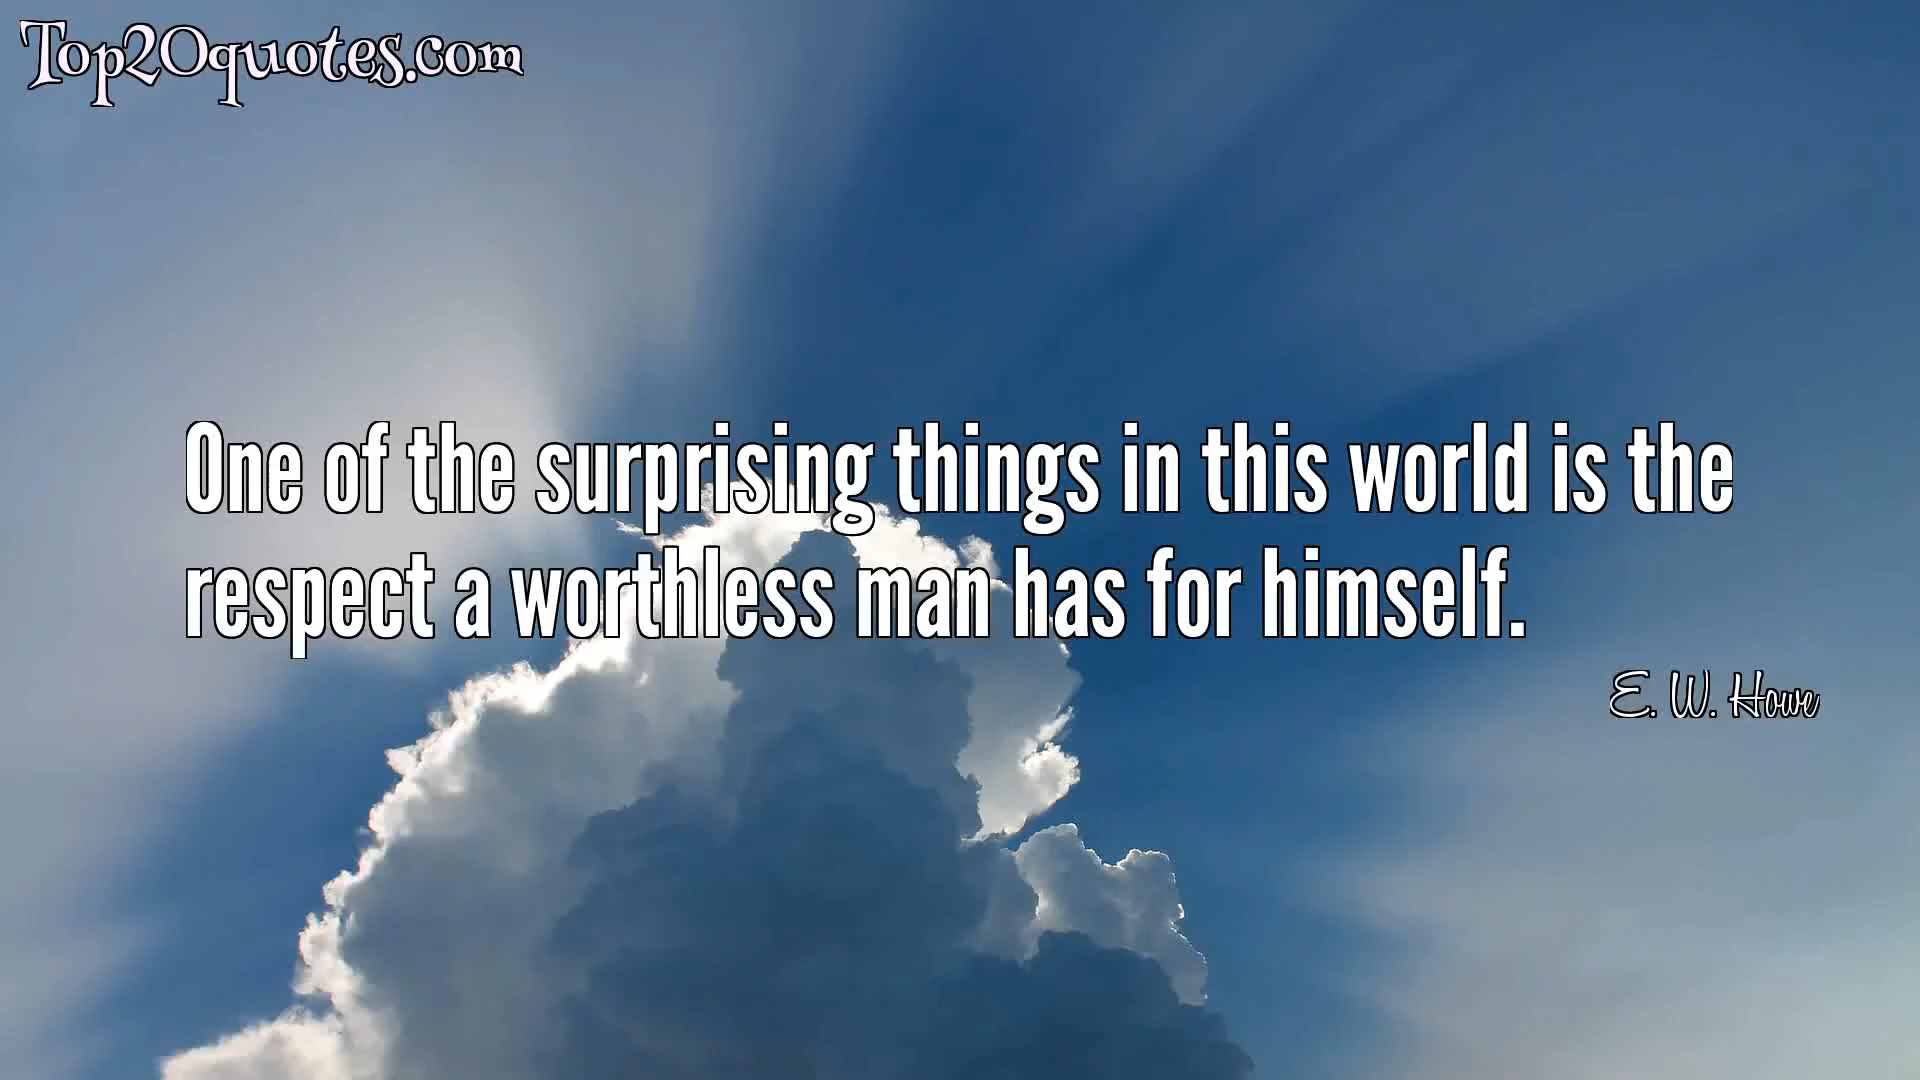 Top20quotes.com
One of the surprising things in this world is the
respect a worthless man has for himself.
E. W. Howe